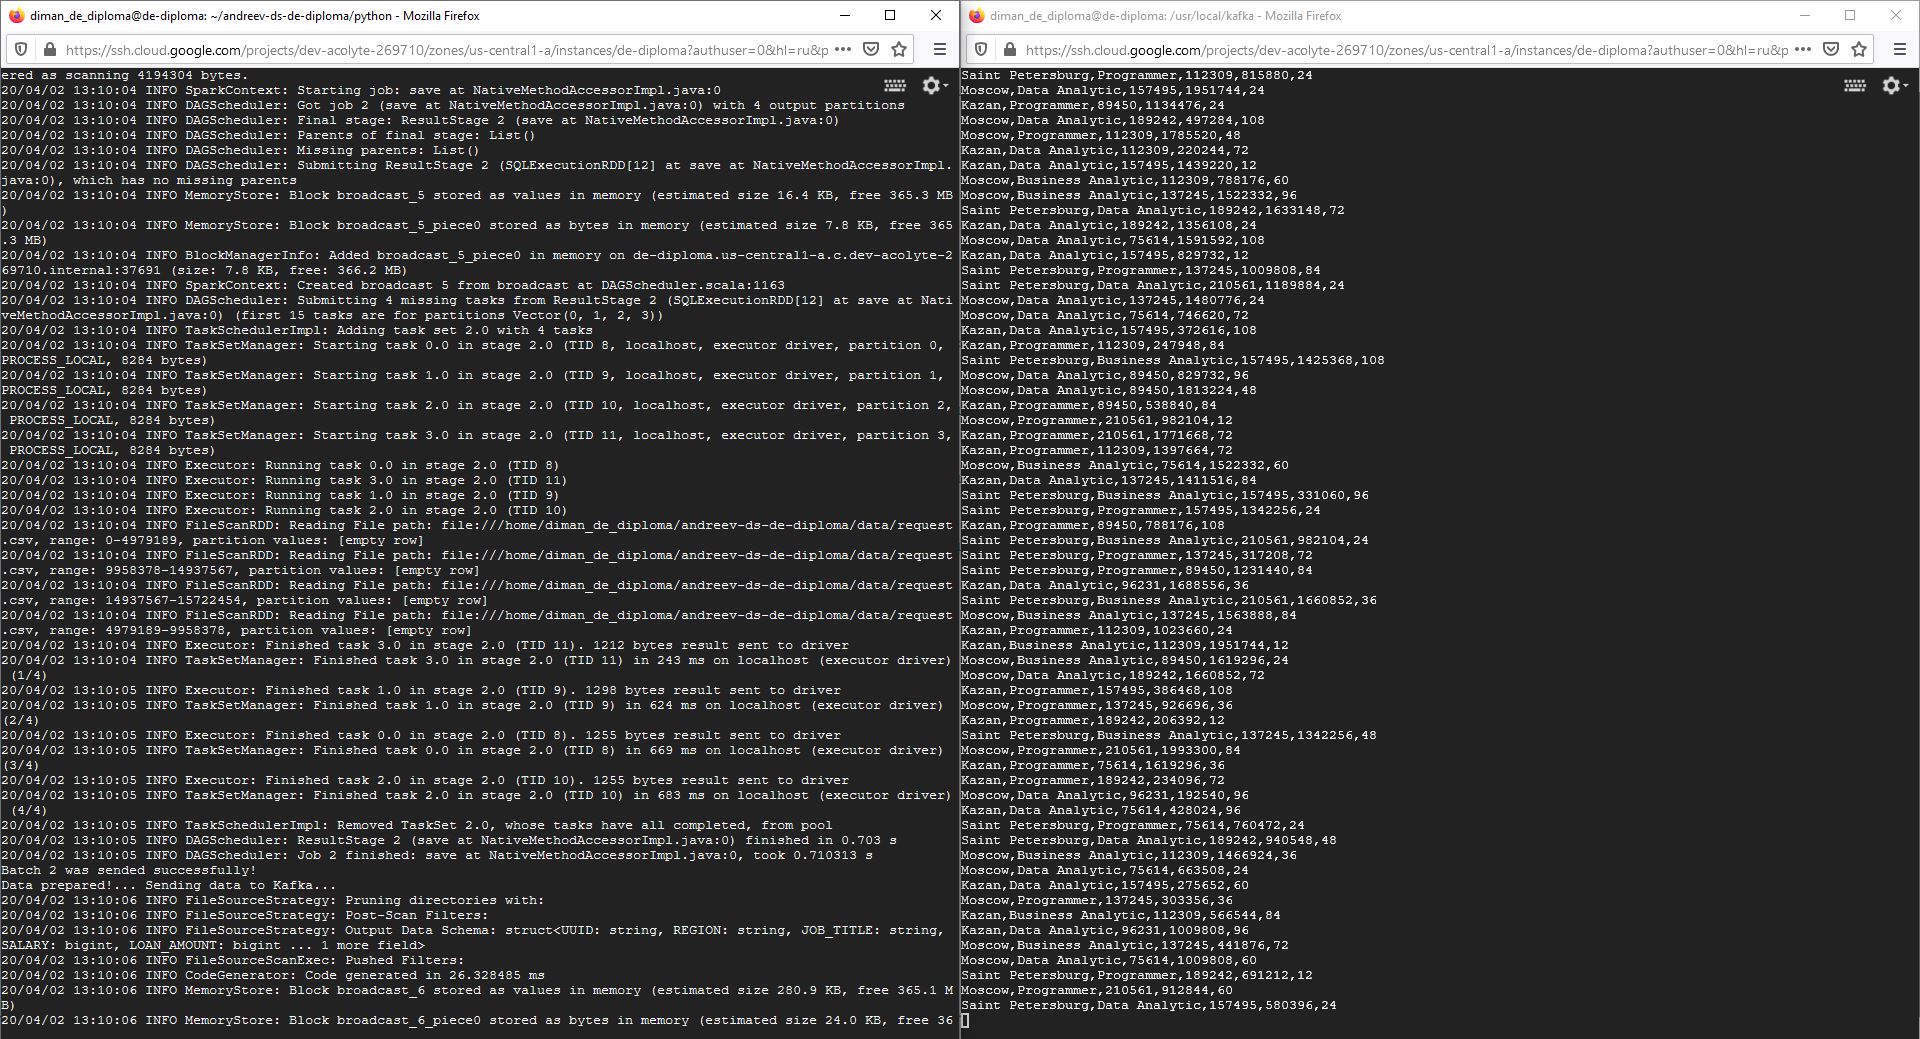 diman_de_diploma@de-diploma: ~/andreev-ds-de-diploma/python - Mozilla Firefox
https://ssh.cloud.google.com/projects/dev-acolyte-269710/zones/us-central1-a/instances/de-diploma?authuser=0&hl=ru&p
ered as scanning 4194304 bytes.
20/04/02 13:10:04 INFO SparkContext: Starting job: save at NativeMethodAccessorImpl.java:0
20/04/02 13:10:04 INFO DAGScheduler: Got job 2 (save at NativeMethodAccessorImpl.java:0) with 4 output partitions
20/04/02 13:10:04 INFO DAGScheduler: Final stage: ResultStage 2 (save at NativeMethodAccessorImpl.java:0)
20/04/02 13:10:04 INFO DAGScheduler: Parents of final stage: List()
20/04/02 13:10:04 INFO DAGScheduler: Missing parents: List()
20/04/02 13:10:04 INFO DAGScheduler: Submitting ResultStage 2 (SQLExecutionRDD[12] at save at NativeMethodAccessorImpl.
java:0), which has no missing parents
20/04/02 13:10:04 INFO MemoryStore: Block broadcast_5 stored as values in memory (estimated size 16.4 KB, free 365.3 MB
)
20/04/02 13:10:04 INFO MemoryStore: Block broadcast_5_piece0 stored as bytes in memory (estimated size 7.8 KB, free 365
.3 MB)
20/04/02 13:10:04 INFO BlockManagerInfo: Added broadcast_5_piece0 in memory on de-diploma.us-central1-a.c.dev-acolyte-2
69710.internal:37691 (size: 7.8 KB, free: 366.2 MB)
20/04/02 13:10:04 INFO SparkContext: Created broadcast 5 from broadcast at DAGScheduler.scala:1163
20/04/02 13:10:04 INFO DAGScheduler: Submitting 4 missing tasks from ResultStage 2 (SQLExecutionRDD[12] at save at Nati
veMethodAccessorImpl.java:0) (first 15 tasks are for partitions Vector(0, 1, 2, 3))
20/04/02 13:10:04 INFO TaskSchedulerImpl: Adding task set 2.0 with 4 tasks
20/04/02 13:10:04 INFO TaskSetManager: Starting task 0.0 in stage 2.0 (TID 8, localhost, executor driver, partition 0,
PROCESS_LOCAL, 8284 bytes)
20/04/02 13:10:04 INFO TaskSetManager: Starting task 1.0 in stage 2.0 (TID 9, localhost, executor driver, partition 1,
PROCESS_LOCAL, 8284 bytes)
20/04/02 13:10:04 INFO TaskSetManager: Starting task 2.0 in stage 2.0 (TID 10, localhost, executor driver, partition 2,
PROCESS_LOCAL, 8284 bytes)
20/04/02 13:10:04 INFO TaskSetManager: Starting task 3.0 in stage 2.0 (TID 11, localhost, executor driver, partition 3,
PROCESS_LOCAL, 8284 bytes)
20/04/02 13:10:04 INFO Executor: Running task 0.0 in stage 2.0 (TID 8)
20/04/02 13:10:04 INFO Executor: Running task 3.0 in stage 2.0 (TID 11)
20/04/02 13:10:04 INFO Executor: Running task 1.0 in stage 2.0 (TID 9)
20/04/02 13:10:04 INFO Executor: Running task 2.0 in stage 2.0 (TID 10)
20/04/02 13:10:04 INFO FileScanRDD: Reading File path: file:///home/diman_de_diploma/andreev-ds-de-diploma/data/request
.csv, range: 0-4979189, partition values: [empty row]
20/04/02 13:10:04 INFO FileScanRDD: Reading File path: file:///home/diman_de_diploma/andreev-ds-de-diploma/data/request
.csv, range: 9958378-14937567, partition values: [empty row]
20/04/02 13:10:04 INFO FileScanRDD: Reading File path: file:///home/diman_de_diploma/andreev-ds-de-diploma/data/request
.csv, range: 14937567-15722454, partition values: [empty row]
20/04/02 13:10:04 INFO FileScanRDD: Reading File path: file:///home/diman_de_diploma/andreev-ds-de-diploma/data/request
.csv, range: 4979189-9958378, partition values: [empty row]
20/04/02 13:10:04 INFO Executor: Finished task 3.0 in stage 2.0 (TID 11). 1212 bytes result sent to driver
20/04/02 13:10:04 INFO TaskSetManager: Finished task 3.0 in stage 2.0 (TID 11) in 243 ms on localhost (executor driver)
(1/4)
20/04/02 13:10:05 INFO Executor: Finished task 1.0 in stage 2.0 (TID 9). 1298 bytes result sent to driver
20/04/02 13:10:05 INFO TaskSetManager: Finished task 1.0 in stage 2.0 (TID 9) in 624 ms on localhost (executor driver)
(2/4)
20/04/02 13:10:05 INFO Executor: Finished task 0.0 in stage 2.0 (TID 8). 1255 bytes result sent to driver
20/04/02 13:10:05 INFO TaskSetManager: Finished task 0.0 in stage 2.0 (TID 8) in 669 ms on localhost (executor driver)
(3/4)
20/04/02 13:10:05 INFO Executor: Finished task 2.0 in stage 2.0 (TID 10). 1255 bytes result sent to driver
20/04/02 13:10:05 INFO TaskSetManager: Finished task 2.0 in stage 2.0 (TID 10) in 683 ms on localhost (executor driver)
(4/4)
20/04/02 13:10:05 INFO TaskSchedulerImpl: Removed TaskSet 2.0, whose tasks have all completed, from pool
20/04/02 13:10:05 INFO DAGScheduler: ResultStage 2 (save at NativeMethodAccessorImpl.java:0) finished in 0.703 s
20/04/02 13:10:05 INFO DAGScheduler: Job 2 finished: save at NativeMethodAccessorImpl.java:0, took 0.710313 s
Batch 2 was sended successfully!
Data prepared!... Sending data to Kafka...
20/04/02 13:10:06 INFO FileSourceStrategy: Pruning directories with:
20/04/02 13:10:06 INFO FileSourceStrategy: Post-Scan Filters:
20/04/02 13:10:06 INFO FileSourceStrategy: Output Data Schema: struct<UUID: string, REGION: string, JOB_TITLE: string,
SALARY: bigint, LOAN_AMOUNT: bigint ... 1 more field>
20/04/02 13:10:06 INFO FileSourceScanExec: Pushed Filters:
20/04/02 13:10:06 INFO CodeGenerator: Code generated in 26.328485 ms
20/04/02 13:10:06 INFO MemoryStore: Block broadcast_6 stored as values in memory (estimated size 280.9 KB, free 365.1 M
B)
20/04/02 13:10:06 INFO MemoryStore: Block broadcast_6_piece0 stored as bytes in memory (estimated size 24.0 KB, free 36
diman_de_diploma@de-diploma: /usr/local/kafka - Mozilla Firefox
https://ssh.cloud.google.com/projects/dev-acolyte-269710/zones/us-central1-a/instances/de-diploma?authuser=0&hl=ru&p
Saint Petersburg,Programmer,112309,815880,24
Moscow,Data Analytic,157495,1951744,24
Kazan,Programmer,89450,1134476,24
Moscow,Data Analytic,189242,497284,108
Moscow,Programmer,112309,1785520,48
Kazan,Data Analytic,112309,220244,72
Kazan,Data Analytic,157495,1439220,12
Moscow,Business Analytic,112309,788176,60
Moscow,Business Analytic,137245,1522332,96
Saint Petersburg,Data Analytic,189242,1633148,72
Kazan,Data Analytic,189242,1356108,24
Moscow,Data Analytic,75614,1591592,108
Kazan,Data Analytic,157495,829732,12
Saint Petersburg,Programmer,137245,1009808,84
Saint Petersburg,Data Analytic,210561,1189884,24
Moscow,Data Analytic,137245,1480776,24
Moscow,Data Analytic,75614,746620,72
Kazan,Data Analytic,157495,372616,108
Kazan,Programmer,112309,247948,84
Saint Petersburg,Business Analytic,157495,1425368,108
Moscow,Data Analytic,89450,829732,96
Moscow,Data Analytic,89450,1813224,48
Kazan,Programmer,89450,538840,84
Moscow,Programmer,210561,982104,12
Kazan,Programmer,210561,1771668,72
Kazan,Programmer,112309,1397664,72
Moscow,Business Analytic,75614,1522332,60
Kazan,Data Analytic,137245,1411516,84
Saint Petersburg,Business Analytic,157495,331060,96
Saint Petersburg,Programmer,157495,1342256,24
Kazan,Programmer,89450,788176,108
Saint Petersburg,Business Analytic,210561,982104,24
Saint Petersburg,Programmer,137245,317208,72
Saint Petersburg,Programmer,89450,1231440,84
Kazan,Data Analytic,96231,1688556,36
Saint Petersburg,Business Analytic,210561,1660852,36
Moscow,Business Analytic,137245,1563888,84
Kazan,Programmer,112309,1023660,24
Kazan,Business Analytic,112309,1951744,12
Moscow,Business Analytic,89450,1619296,24
Moscow,Data Analytic,189242,1660852,72
Kazan,Programmer,157495,386468,108
Moscow,Programmer,137245,926696,36
Kazan,Programmer,189242,206392,12
Saint Petersburg,Business Analytic,137245,1342256,48
Moscow,Programmer,210561,1993300,84
Kazan,Programmer,75614,1619296,36
Kazan,Programmer,189242,234096,72
Moscow,Data Analytic,96231,192540,96
Kazan,Data Analytic,75614,428024,96
Saint Petersburg,Programmer,75614,760472,24
Saint Petersburg,Data Analytic,189242,940548,48
Moscow,Business Analytic,112309,1466924,36
Moscow,Data Analytic,75614,663508,24
Kazan,Data Analytic,157495,275652,60
Moscow,Programmer,137245,303356,36
Kazan,Business Analytic,112309,566544,84
Kazan,Data Analytic,96231,1009808,96
Moscow,Business Analytic,137245,441876,72
Moscow,Data Analytic,75614,1009808,60
Saint Petersburg,Programmer,189242,691212,12
Moscow,Programmer,210561,912844,60
Saint Petersburg,Data Analytic,157495,580396,24